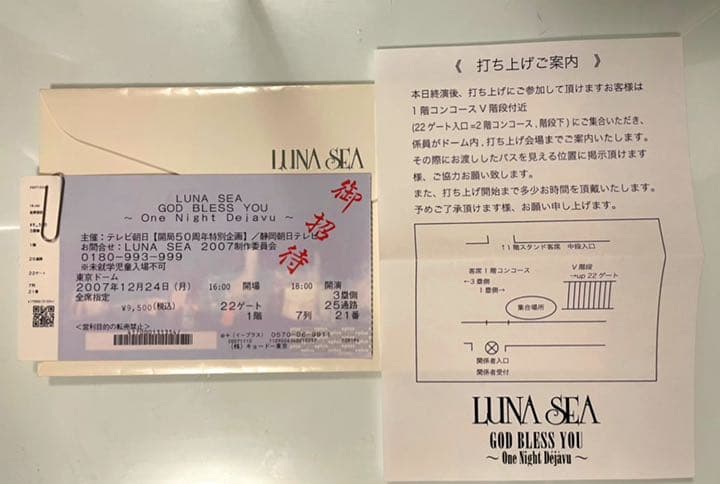 LUNA SEA
LUNA SEA
GOD BLESS YOU
～ One Night Dejavu ～
御招待
主催：テレビ朝日【開局50周年特別企画】／静岡朝日テレビ
お問合せ：LUNA SEA 2007制作委員会
0180-993-999
※未就学児童入場不可
東京ドーム
2007年12月24日（月） 16:00 開場 18:00 開演
全席指定 3塁側
¥9,500(税込) 22ゲート 25通路
1階 7列 21番
<営利目的の転売禁止>
(イープラス) 0570-06-9911
(株) キョードー東京
《 打ち上げご案内 》
本日終演後、打ち上げにご参加して頂けますお客様は
1階コンコースV階段付近
(22ゲート入口=2階コンコース,階段下)にご集合いただき、
係員がドーム内,打ち上げ会場までご案内いたします。
その際にお渡ししたパスを見える位置に掲示頂けます
様、ご協力お願い致します。
また、打ち上げ開始まで多少お時間を頂戴いたします。
予めご了承頂けます様、お願い申し上げます。
11階スタンド客席 中段入口
客席1階コンコース
←3塁側
1塁側→
V階段
→up 22ゲート
集合場所
関係者入口
関係者受付
LUNA SEA
GOD BLESS YOU
～ One Night Déjàvu ～